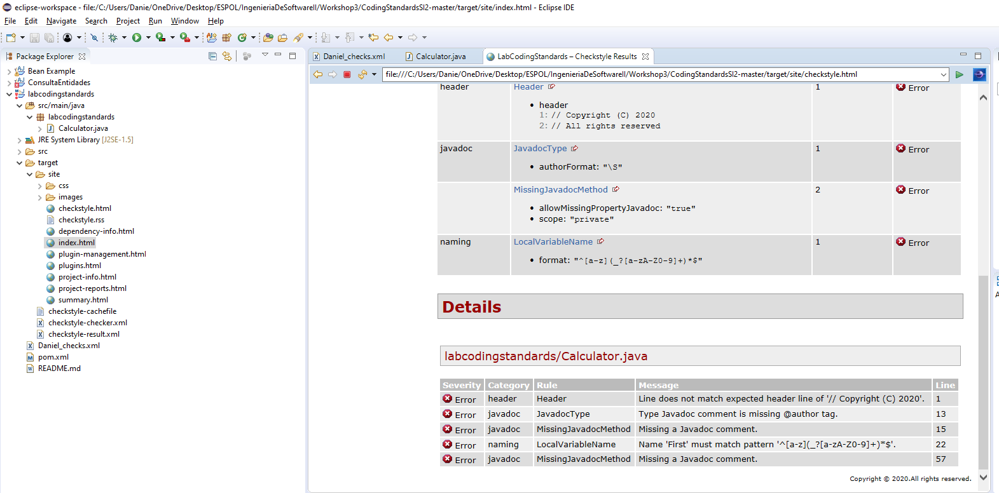 eclipse-workspace - file:/C:/Users/Danie/OneDrive/Desktop/ESPOL/IngenieriaDeSoftwareII/Workshop3/CodingStandardsSI2-master/target/site/index.html - Eclipse IDE
File Edit Navigate Search Project Run Window Help
Package Explorer
Bean Example
ConsultaEntidades
labcodingstandards
src/main/java
labcodingstandards
Calculator.java
JRE System Library [J2SE-1.5]
src
target
site
css
images
checkstyle.html
checkstyle.rss
dependency-info.html
index.html
plugin-management.html
plugins.html
project-info.html
project-reports.html
summary.html
checkstyle-cachefile
checkstyle-checker.xml
checkstyle-result.xml
Daniel_checks.xml
pom.xml
README.md
Daniel_checks.xml Calculator.java LabCodingStandards – Checkstyle Results
file:///C:/Users/Danie/OneDrive/Desktop/ESPOL/IngenieriaDeSoftwareII/Workshop3/CodingStandardsSI2-master/target/site/checkstyle.html
header Header 1 Error
• header
1: // Copyright (C) 2020
2: // All rights reserved
javadoc JavadocType 1 Error
• authorFormat: "\S"
MissingJavadocMethod 2 Error
• allowMissingPropertyJavadoc: "true"
• scope: "private"
naming LocalVariableName 1 Error
• format: "^[a-z](_?[a-zA-Z0-9]+)*$"
Details
labcodingstandards/Calculator.java
Severity Category Rule Message Line
Error header Header Line does not match expected header line of '// Copyright (C) 2020'. 1
Error javadoc JavadocType Type Javadoc comment is missing @author tag. 13
Error javadoc MissingJavadocMethod Missing a Javadoc comment. 15
Error naming LocalVariableName Name 'First' must match pattern '^[a-z](_?[a-zA-Z0-9]+)*$'. 22
Error javadoc MissingJavadocMethod Missing a Javadoc comment. 57
Copyright © 2020.All rights reserved.